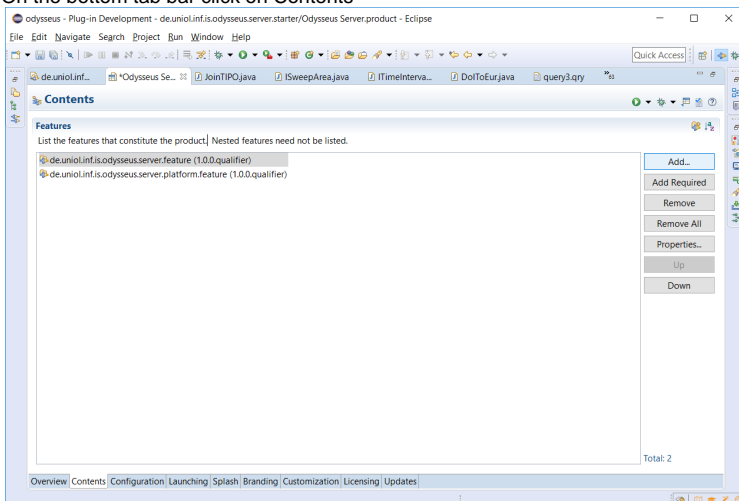 On the bottom tab bar click on Contents
odysseus - Plug-in Development - de.uniol.inf.is.odysseus.server.starter/Odysseus Server.product - Eclipse
File Edit Navigate Search Project Run Window Help
Quick Access
de.uniol.inf... *Odysseus Se... JoinTIPO.java ISweepArea.java ITimeInterva... DolToEur.java query3.qry
Contents
Features
List the features that constitute the product. Nested features need not be listed.
de.uniol.inf.is.odysseus.server.feature (1.0.0.qualifier)
de.uniol.inf.is.odysseus.server.platform.feature (1.0.0.qualifier)
Add...
Add Required
Remove
Remove All
Properties...
Up
Down
Total: 2
Overview Contents Configuration Launching Splash Branding Customization Licensing Updates